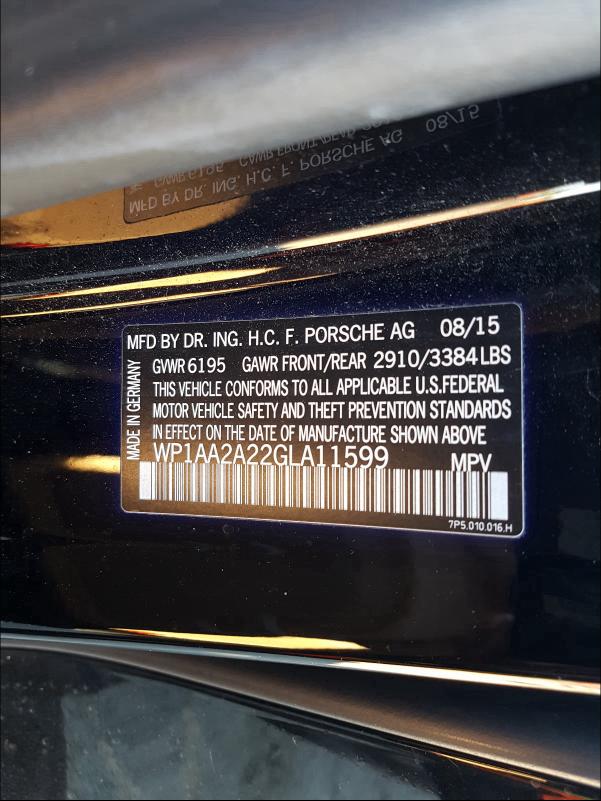 MFD BY DR. ING. H.C. F. PORSCHE AG 08/15
GVWR 6195 GAWR FRONT/REAR 2910/3384 LBS
THIS VEHICLE CONFORMS TO ALL APPLICABLE U.S.FEDERAL
MOTOR VEHICLE SAFETY AND THEFT PREVENTION STANDARDS
IN EFFECT ON THE DATE OF MANUFACTURE SHOWN ABOVE
WP1AA2A22GLA11599 MPV
7P5.010.016.H
MADE IN GERMANY